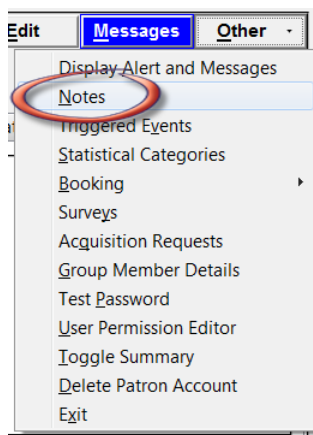 Edit Messages Other
Display Alert and Messages
Notes
Triggered Events
Statistical Categories
Booking
Surveys
Acquisition Requests
Group Member Details
Test Password
User Permission Editor
Toggle Summary
Delete Patron Account
Exit